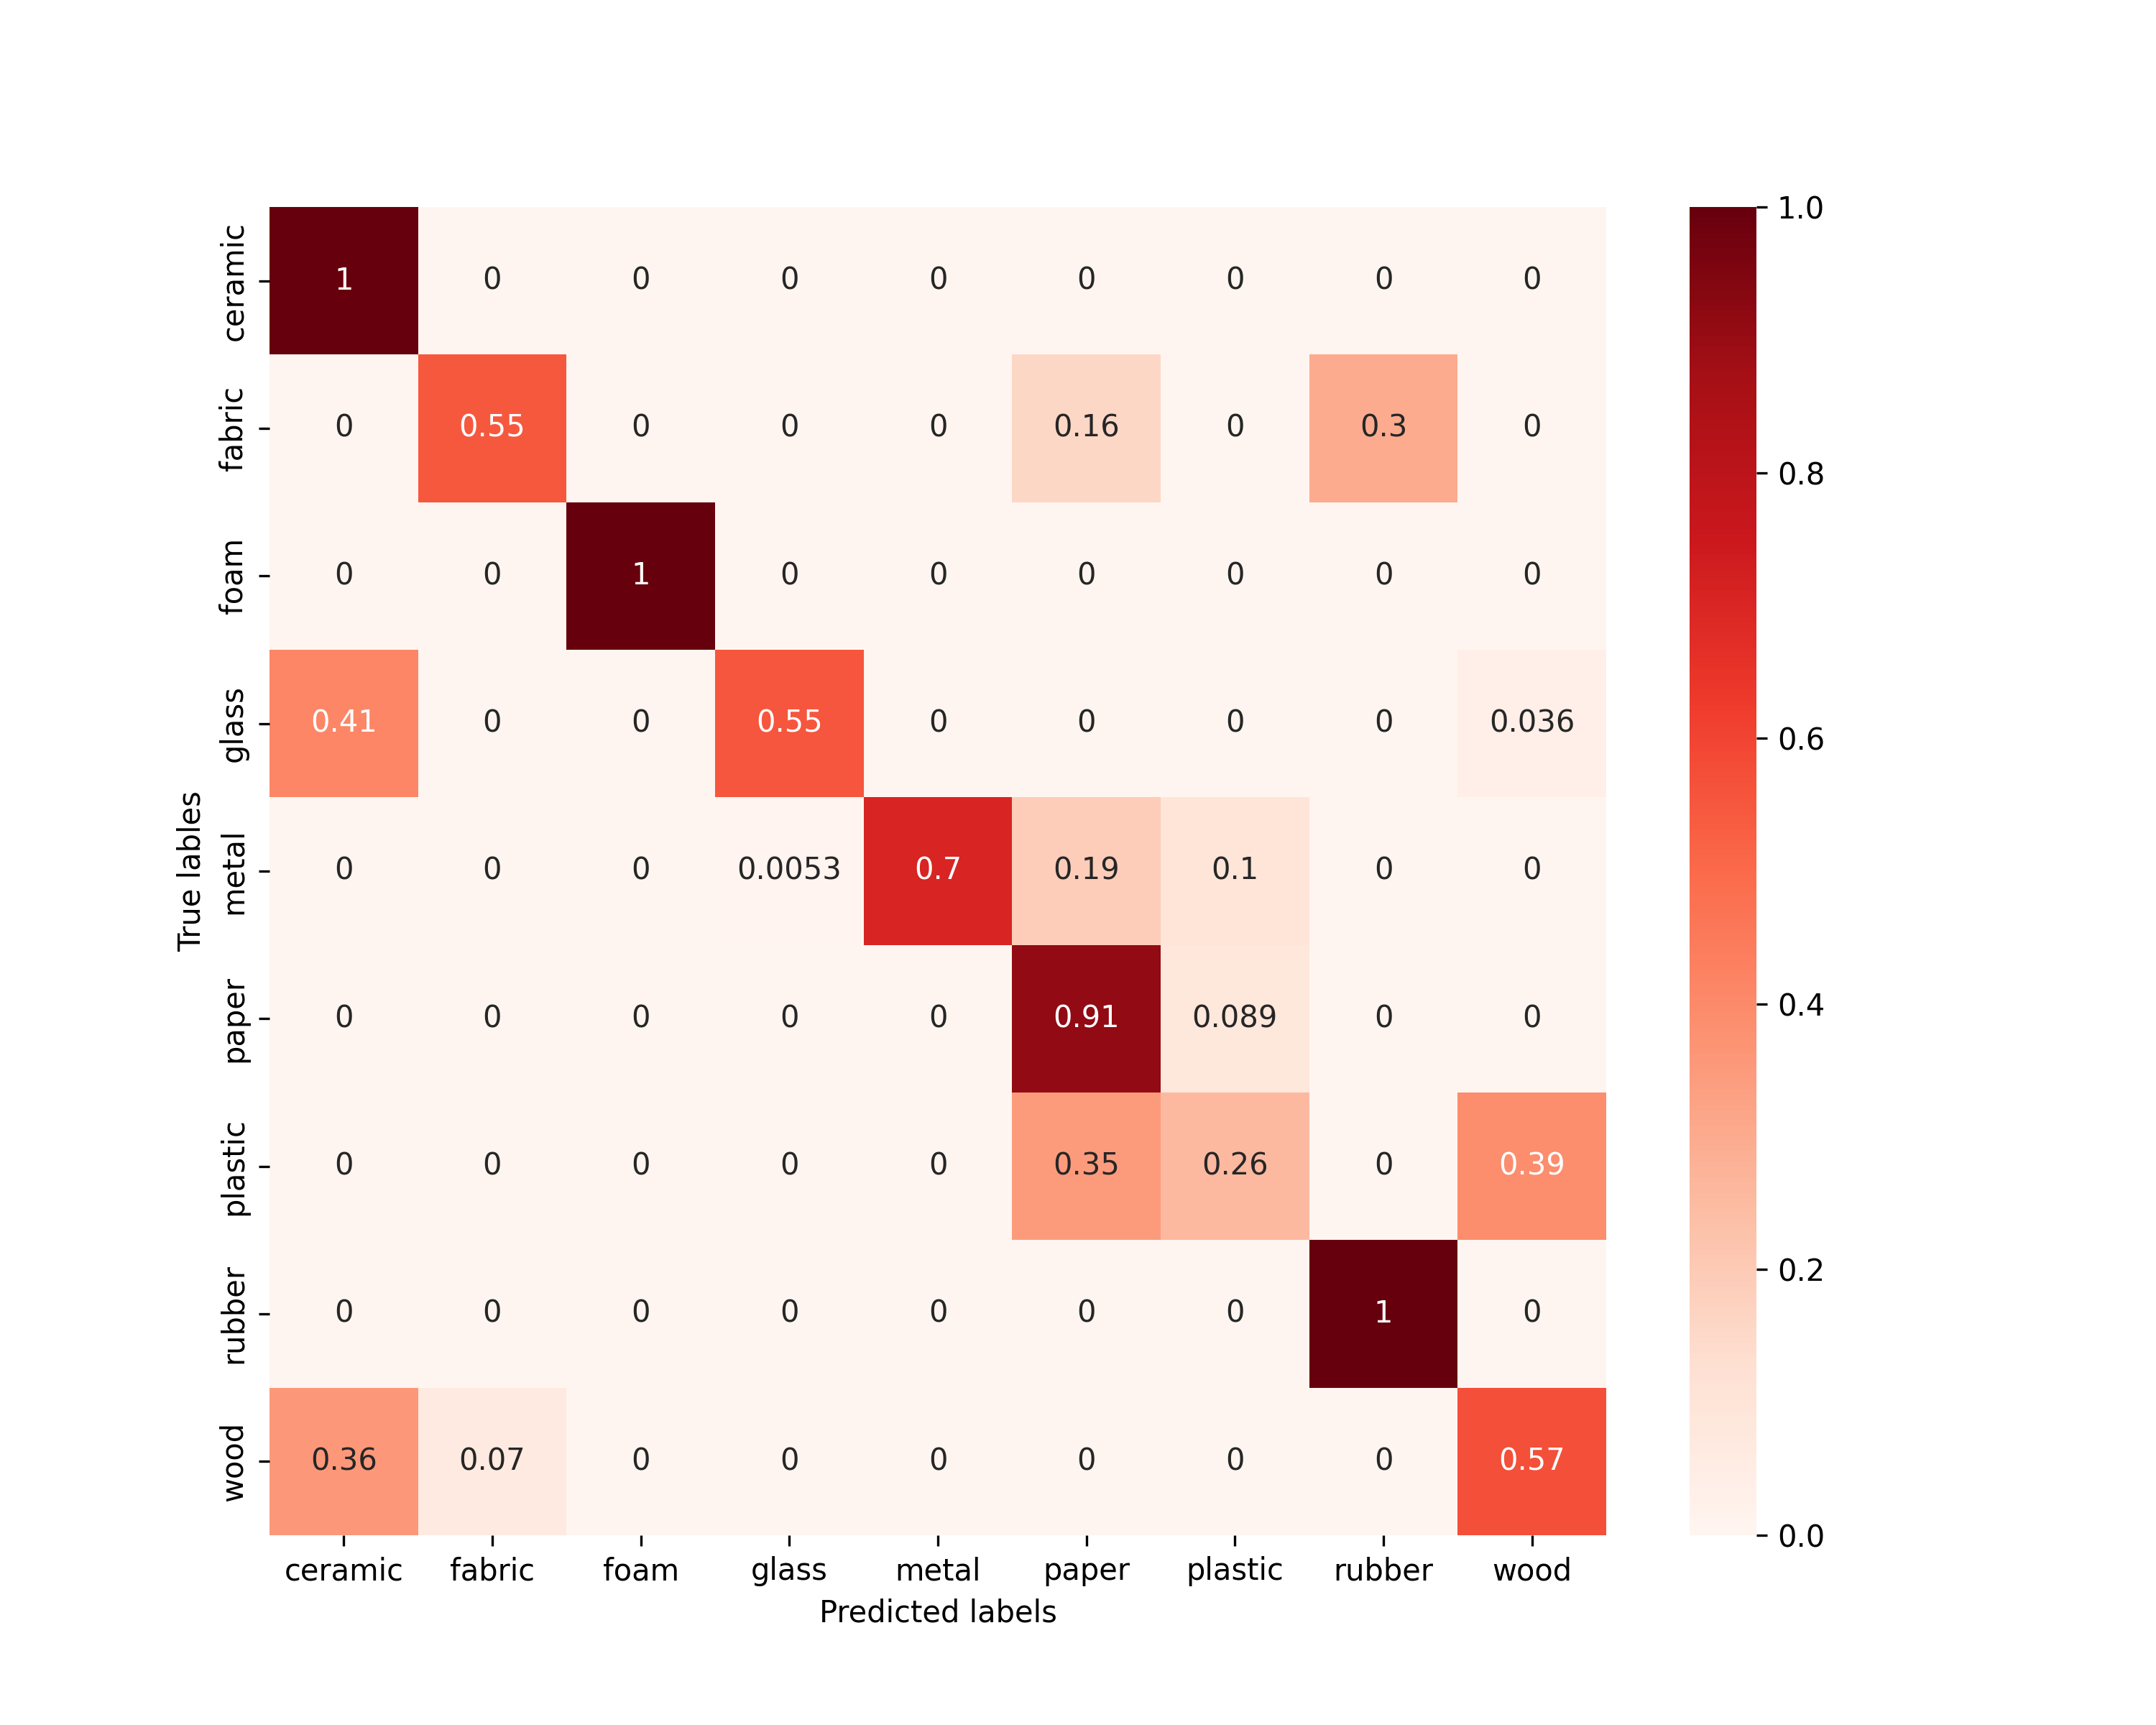 ceramic 1 0 0 0 0 0 0 0 0 1.0
fabric 0 0.55 0 0 0 0.16 0 0.3 0 0.8
foam 0 0 1 0 0 0 0 0 0
glass 0.41 0 0 0.55 0 0 0 0 0.036 0.6
True lables
metal 0 0 0 0.0053 0.7 0.19 0.1 0 0
paper 0 0 0 0 0 0.91 0.089 0 0 0.4
plastic 0 0 0 0 0 0.35 0.26 0 0.39
rubber 0 0 0 0 0 0 0 1 0 0.2
wood 0.36 0.07 0 0 0 0 0 0 0.57 0.0
ceramic fabric foam glass metal paper plastic rubber wood
Predicted labels